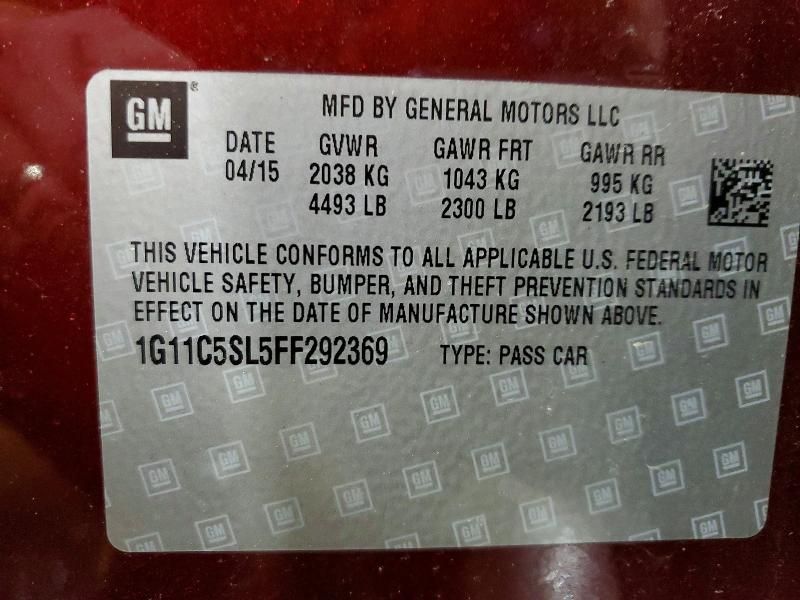 GM ® MFD BY GENERAL MOTORS LLC
DATE GVWR GAWR FRT GAWR RR
04/15 2038 KG 1043 KG 995 KG
4493 LB 2300 LB 2193 LB
THIS VEHICLE CONFORMS TO ALL APPLICABLE U.S. FEDERAL MOTOR
VEHICLE SAFETY, BUMPER, AND THEFT PREVENTION STANDARDS IN
EFFECT ON THE DATE OF MANUFACTURE SHOWN ABOVE.
1G11C5SL5FF292369 TYPE: PASS CAR